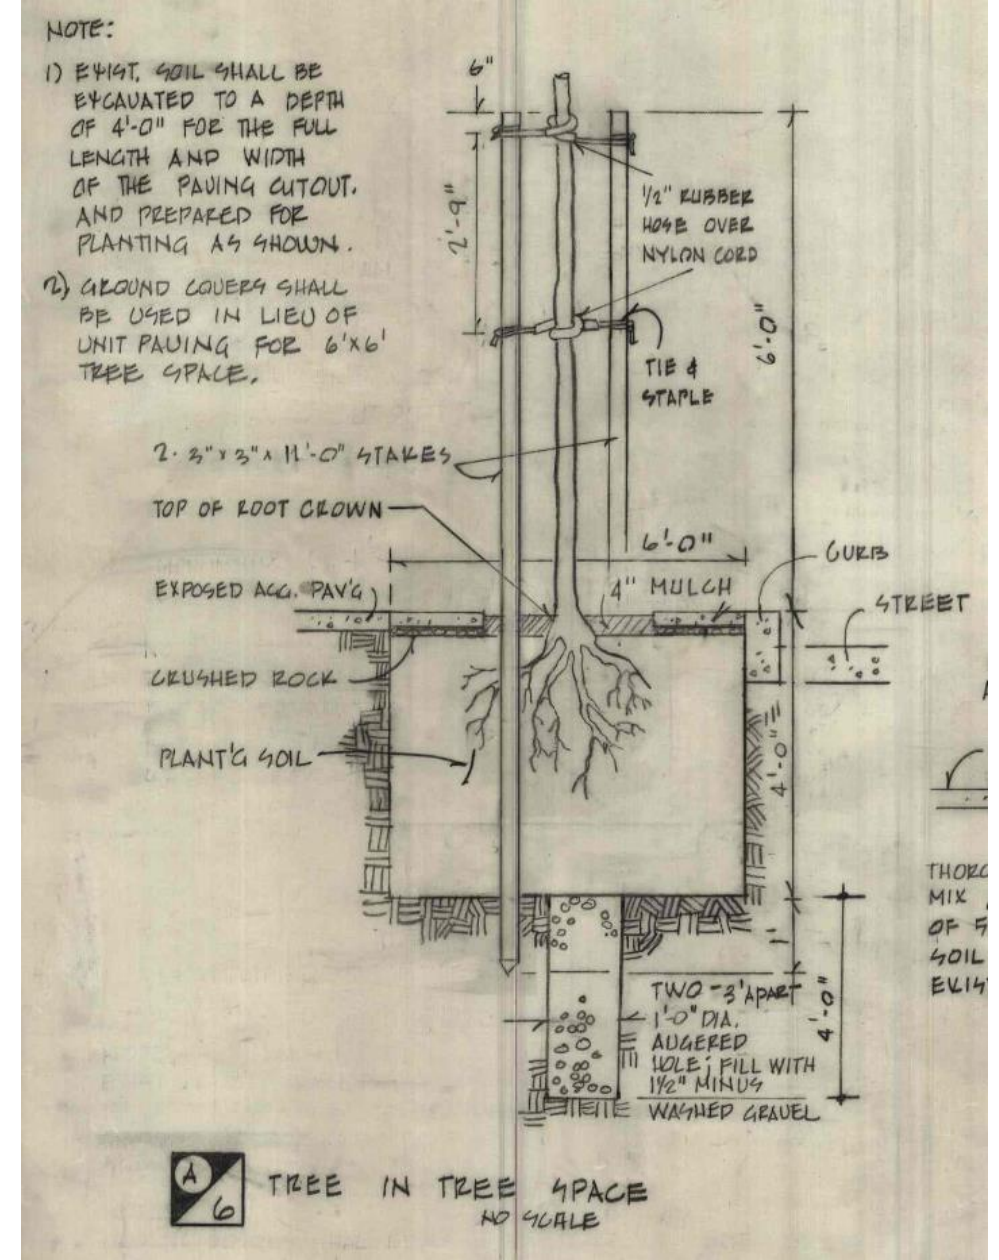 NOTE:
1) EXIST. SOIL SHALL BE
EXCAVATED TO A DEPTH
OF 4'-0" FOR THE FULL
LENGTH AND WIDTH
OF THE PAVING CUTOUT.
AND PREPARED FOR
PLANTING AS SHOWN.
2) GROUND COVERS SHALL
BE USED IN LIEU OF
UNIT PAVING FOR 6'X6'
TREE SPACE.
6"
2'-9"
1/2" RUBBER
HOSE OVER
NYLON CORD
6'-0"
TIE &
STAPLE
2-3"x3"x11'-0" STAKES
TOP OF ROOT CROWN
6'-0"
CURB
EXPOSED AGG. PAV'G
4" MULCH
STREET
CRUSHED ROCK
PLANT'G SOIL
4'-0"
1'
4'-0"
TWO - 3' APART
1'-0" DIA.
AUGERED
HOLE; FILL WITH
1 1/2" MINUS
WASHED GRAVEL
MIX
OF 5
SOIL
A
6
TREE IN TREE SPACE
NO SCALE